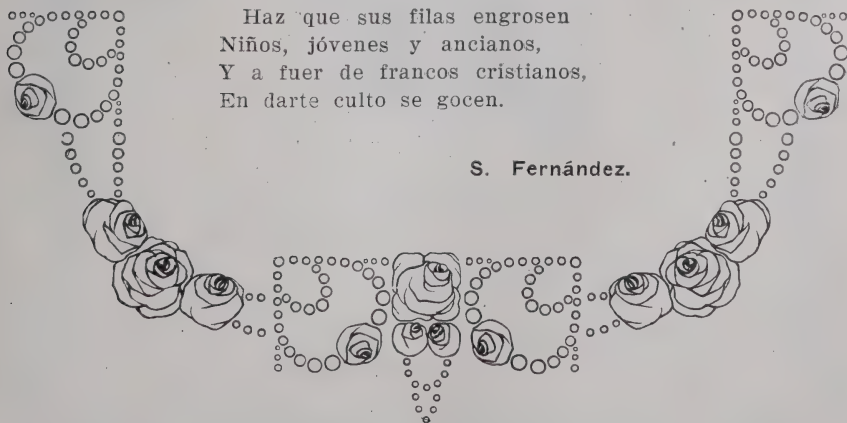 Haz que sus filas engrosen
Niños, jóvenes y ancianos,
Y a fuer de francos cristianos,
En darte culto se gocen.
S. Fernández.